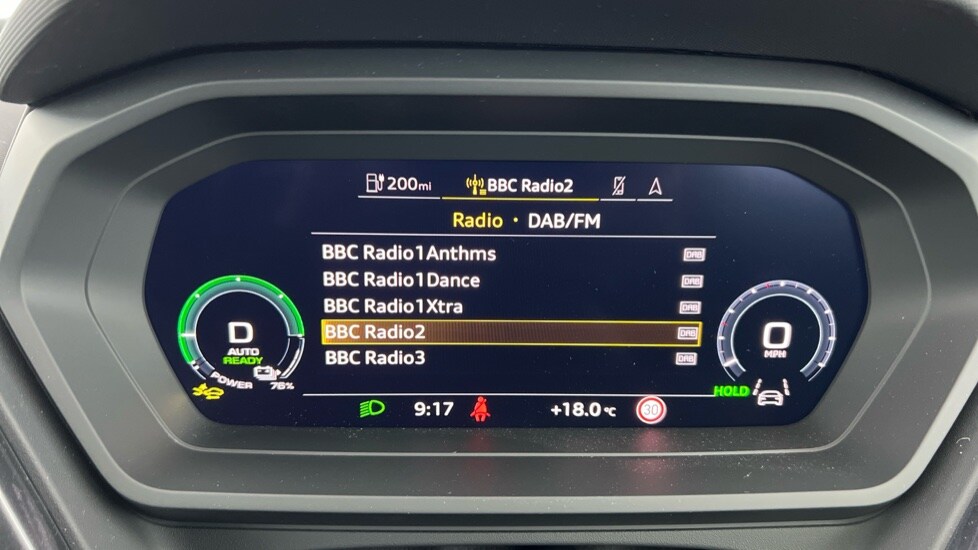 200mi BBC Radio2
Radio • DAB/FM
BBC Radio1Anthms DAB
BBC Radio1Dance DAB
BBC Radio1Xtra DAB
BBC Radio2 DAB
BBC Radio3 DAB
D
AUTO
READY
POWER
75%
0
MPH
HOLD
9:17 +18.0°C 30